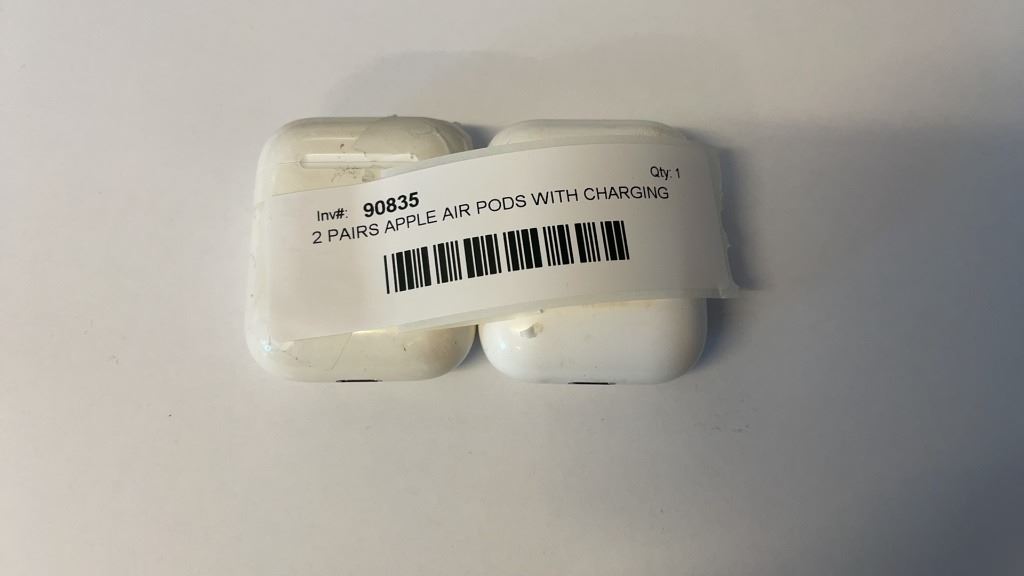 Qty: 1
Inv#: 90835
2 PAIRS APPLE AIR PODS WITH CHARGING